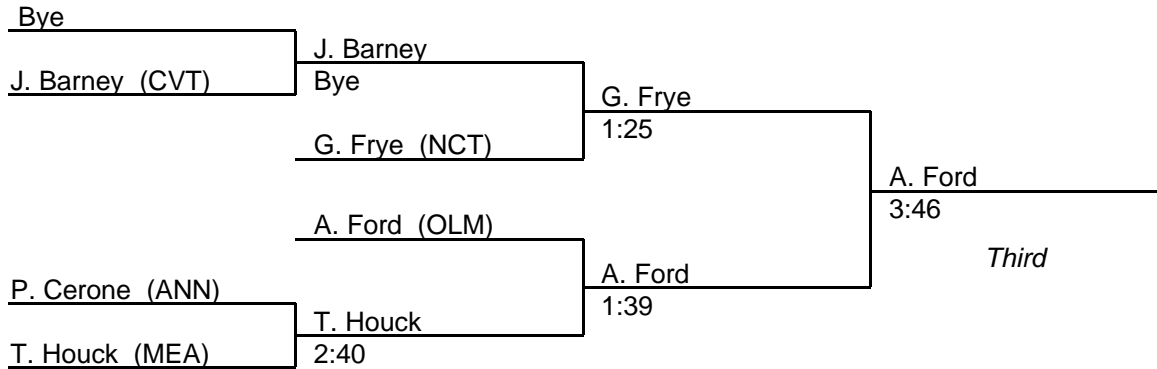 Bye
J. Barney (CVT)
J. Barney
Bye
G. Frye (NCT)
G. Frye
1:25
A. Ford (OLM)
P. Cerone (ANN)
T. Houck (MEA)
T. Houck
2:40
A. Ford
1:39
A. Ford
3:46
Third